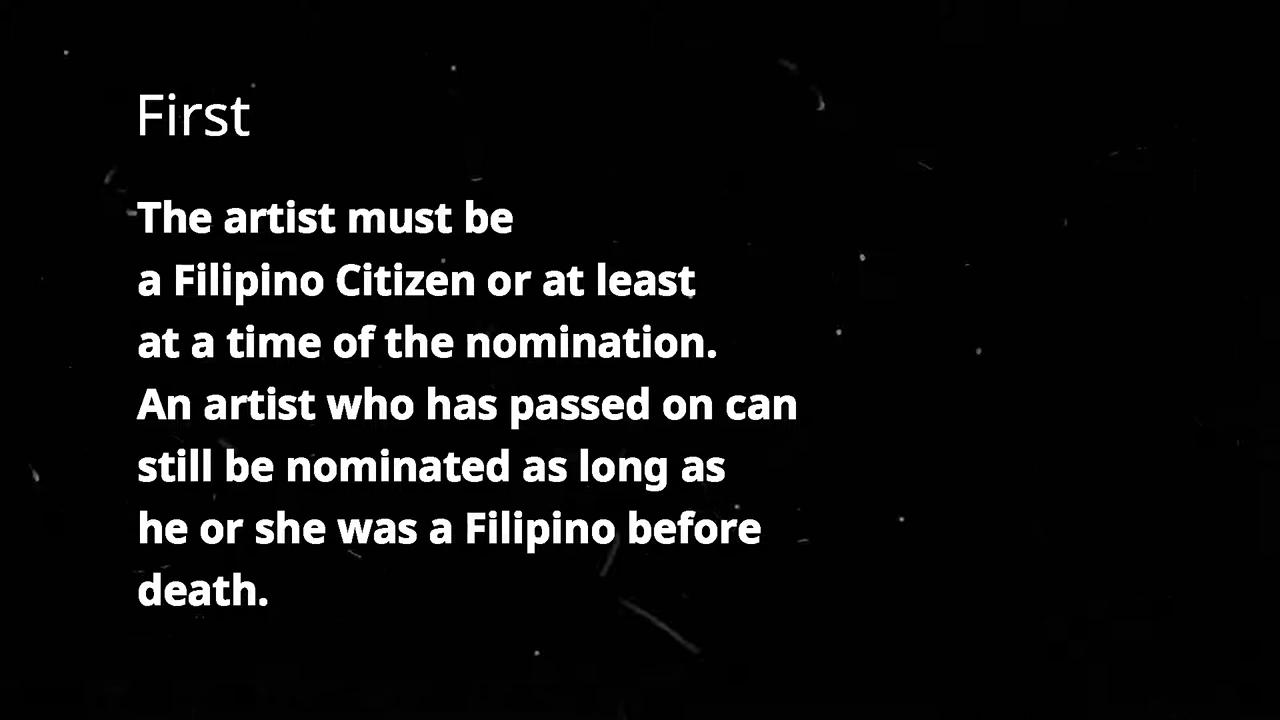 First
The artist must be
a Filipino Citizen or at least
at a time of the nomination.
An artist who has passed on can
still be nominated as long as
he or she was a Filipino before
death.